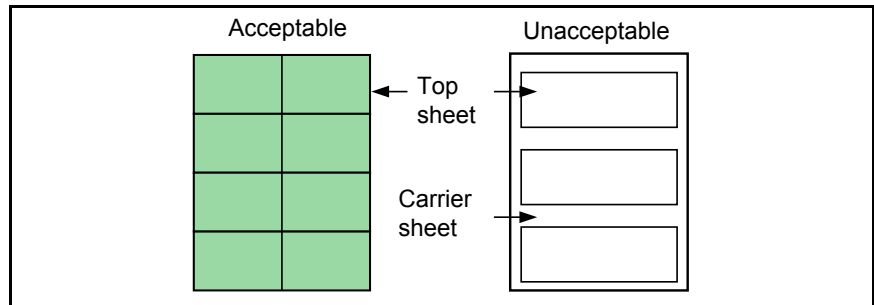 Acceptable
Unacceptable
Top
sheet
Carrier
sheet